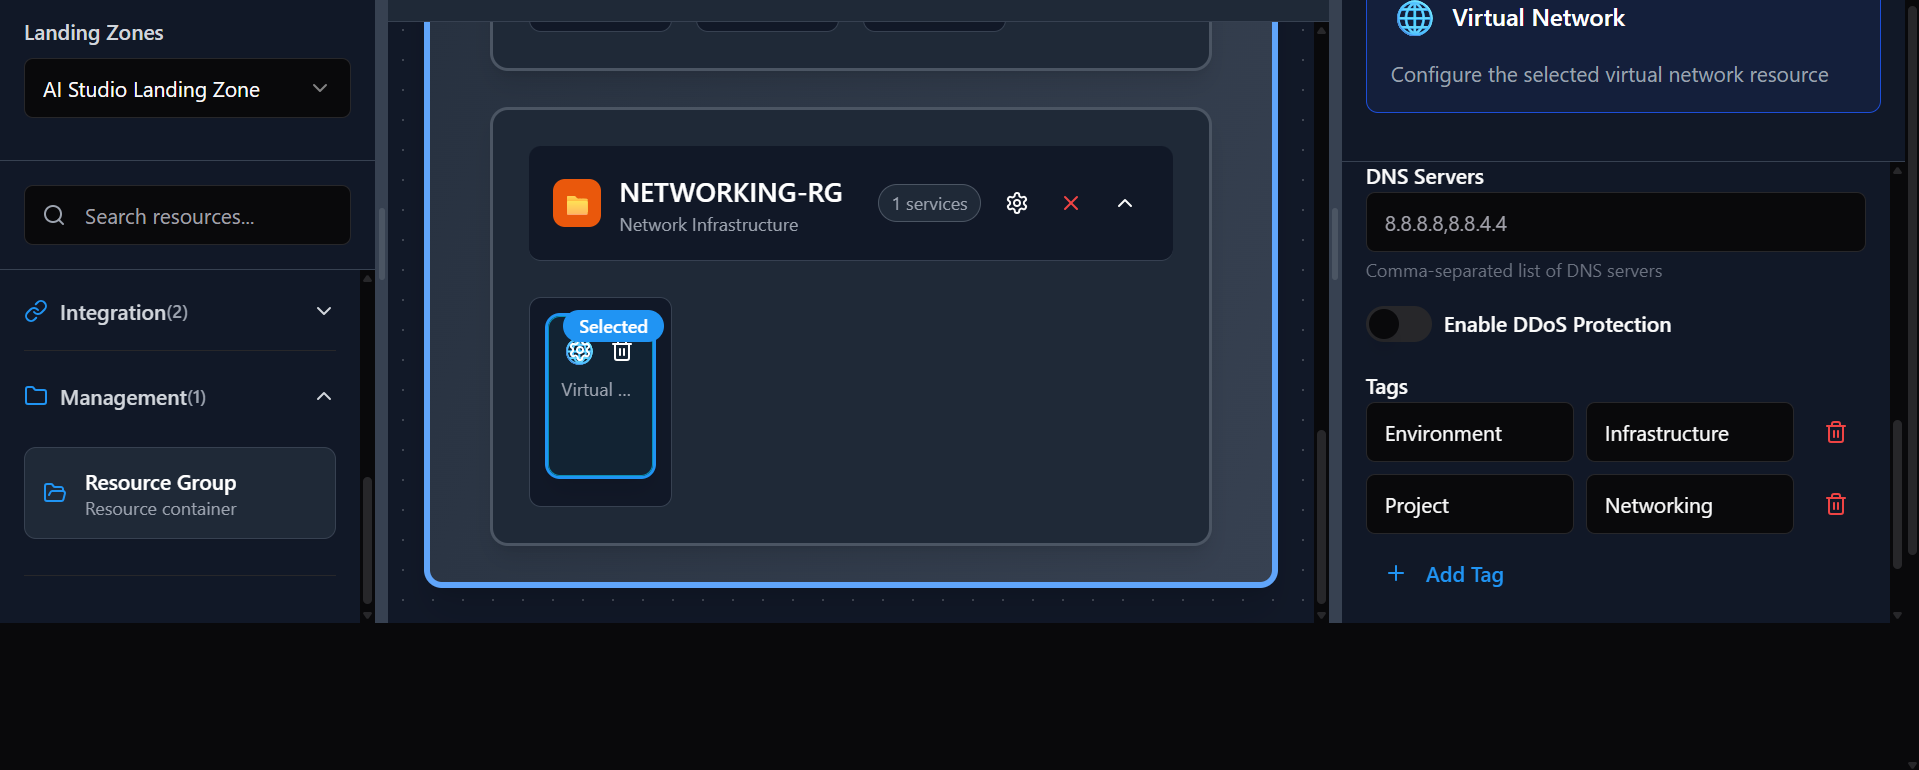 Landing Zones
AI Studio Landing Zone
Search resources...
Integration(2)
Management(1)
Resource Group
Resource container
NETWORKING-RG
Network Infrastructure
1 services
Selected
Virtual ...
Virtual Network
Configure the selected virtual network resource
DNS Servers
8.8.8.8,8.8.4.4
Comma-separated list of DNS servers
Enable DDoS Protection
Tags
Environment Infrastructure
Project Networking
Add Tag